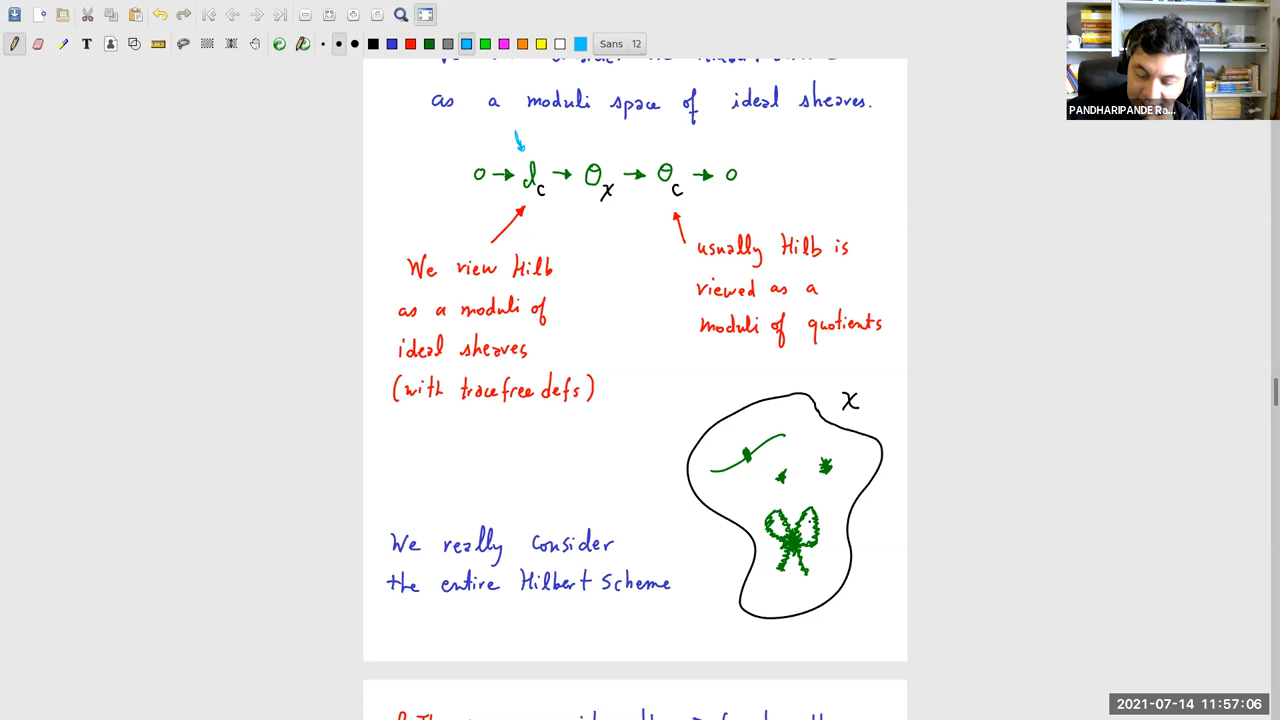 Sans 12
PANDHARIPANDE Ra...
as a moduli space of ideal sheaves.
0 → I_C → O_X → O_C → 0
We view Hilb
as a moduli of
ideal sheaves
(with tracefree defs)
usually Hilb is
viewed as a
moduli of quotients
X
We really consider
the entire Hilbert scheme
2021-07-14 11:57:06